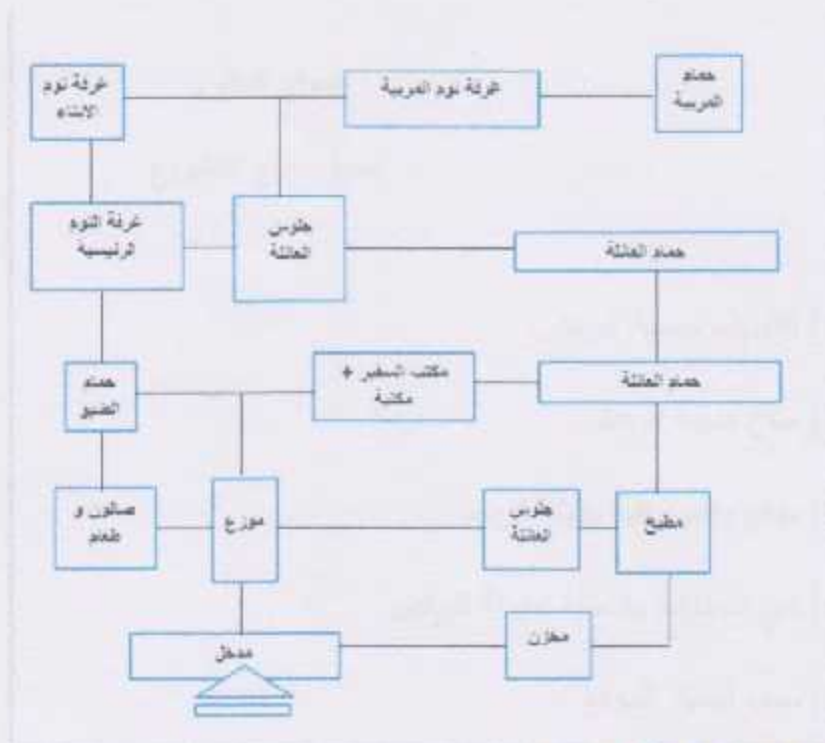 غرفة نوم
الابناء
غرفة نوم المربية
حمام
المربية
غرفة النوم
الرئيسية
جلوس
العائلة
حمام العائلة
حمام
الضيو
مكتب السفير +
مكتبة
حمام العائلة
صالون و
طعام
موزع
جلوس
العائلة
مطبخ
مدخل
مخزن